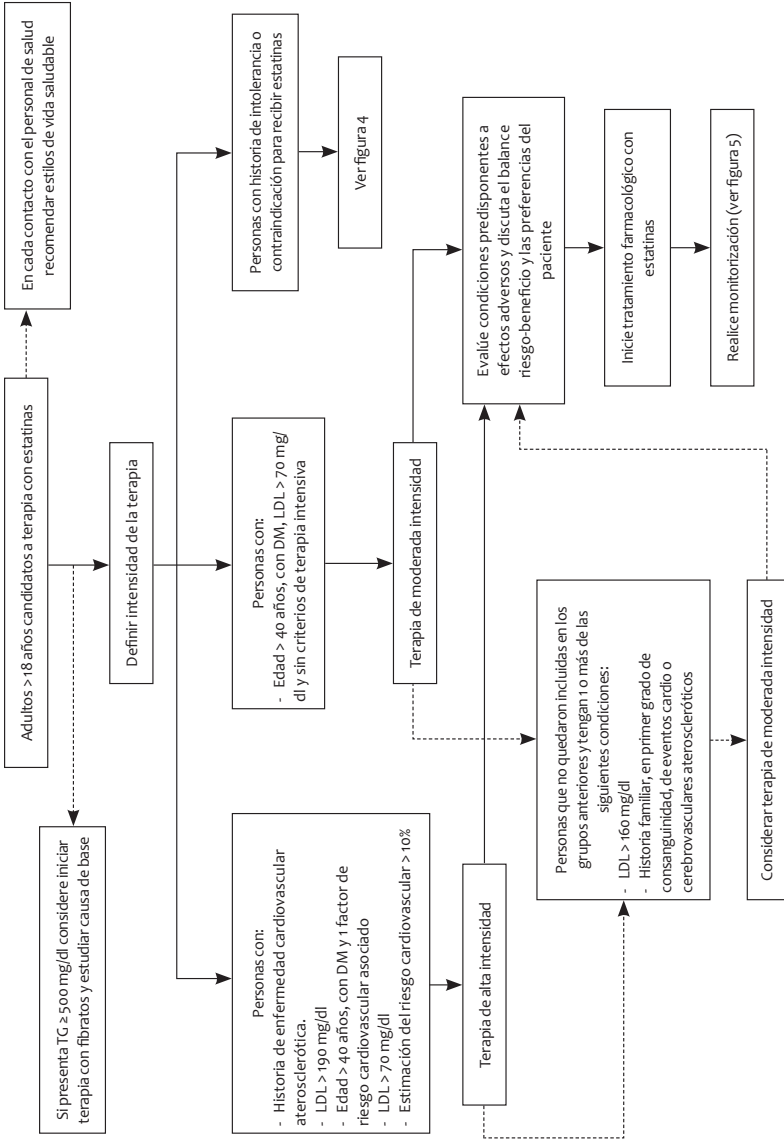 Adultos > 18 años candidatos a terapia con estatinas
En cada contacto con el personal de salud
recomendar estilos de vida saludable
Si presenta TG ≥ 500 mg/dl considere iniciar
terapia con fibratos y estudiar causa de base
Definir intensidad de la terapia
Personas con:
- Historia de enfermedad cardiovascular
aterosclerótica.
- LDL > 190 mg/dl
- Edad > 40 años, con DM y 1 factor de
riesgo cardiovascular asociado
- LDL > 70 mg/dl
- Estimación del riesgo cardiovascular > 10%
Personas con:
- Edad > 40 años, con DM, LDL > 70 mg/
dl y sin criterios de terapia intensiva
Personas con historia de intolerancia o
contraindicación para recibir estatinas
Ver figura 4
Terapia de alta intensidad
Terapia de moderada intensidad
Personas que no quedaron incluidas en los
grupos anteriores y tengan 1 o más de las
siguientes condiciones:
- LDL > 160 mg/dl
- Historia familiar, en primer grado de
consanguinidad, de eventos cardio o
cerebrovasculares ateroscleróticos
Considerar terapia de moderada intensidad
Evalúe condiciones predisponentes a
efectos adversos y discuta el balance
riesgo-beneficio y las preferencias del
paciente
Inicie tratamiento farmacológico con
estatinas
Realice monitorización (ver figura 5)